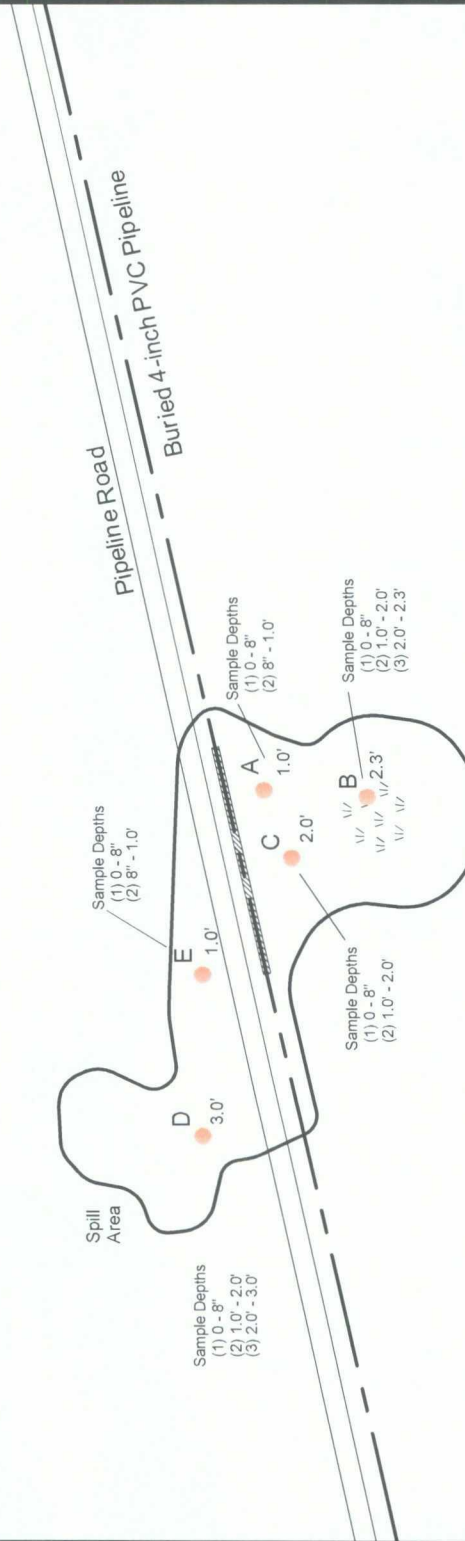 Pipeline Road
Buried 4-inch PVC Pipeline
Spill
Area
Sample Depths
(1) 0 - 8"
(2) 1.0' - 2.0'
(3) 2.0' - 3.0'
D
3.0'
Sample Depths
(1) 0 - 8"
(2) 8" - 1.0'
E
1.0'
Sample Depths
(1) 0 - 8"
(2) 1.0' - 2.0'
C
2.0'
Sample Depths
(1) 0 - 8"
(2) 8" - 1.0'
A
1.0'
Sample Depths
(1) 0 - 8"
(2) 1.0' - 2.0'
(3) 2.0' - 2.3'
B
2.3'